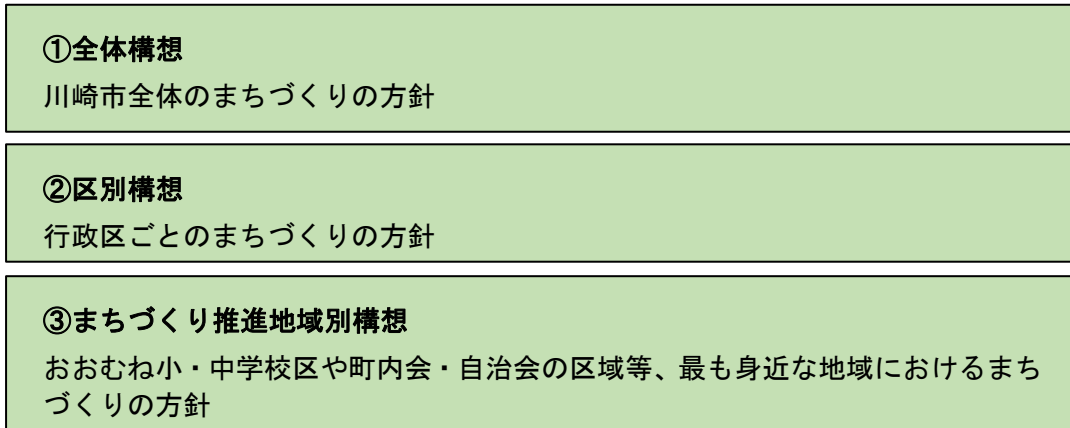 ①全体構想
川崎市全体のまちづくりの方針
②区別構想
行政区ごとのまちづくりの方針
③まちづくり推進地域別構想
おおむね小・中学校区や町内会・自治会の区域等、最も身近な地域におけるまち
づくりの方針